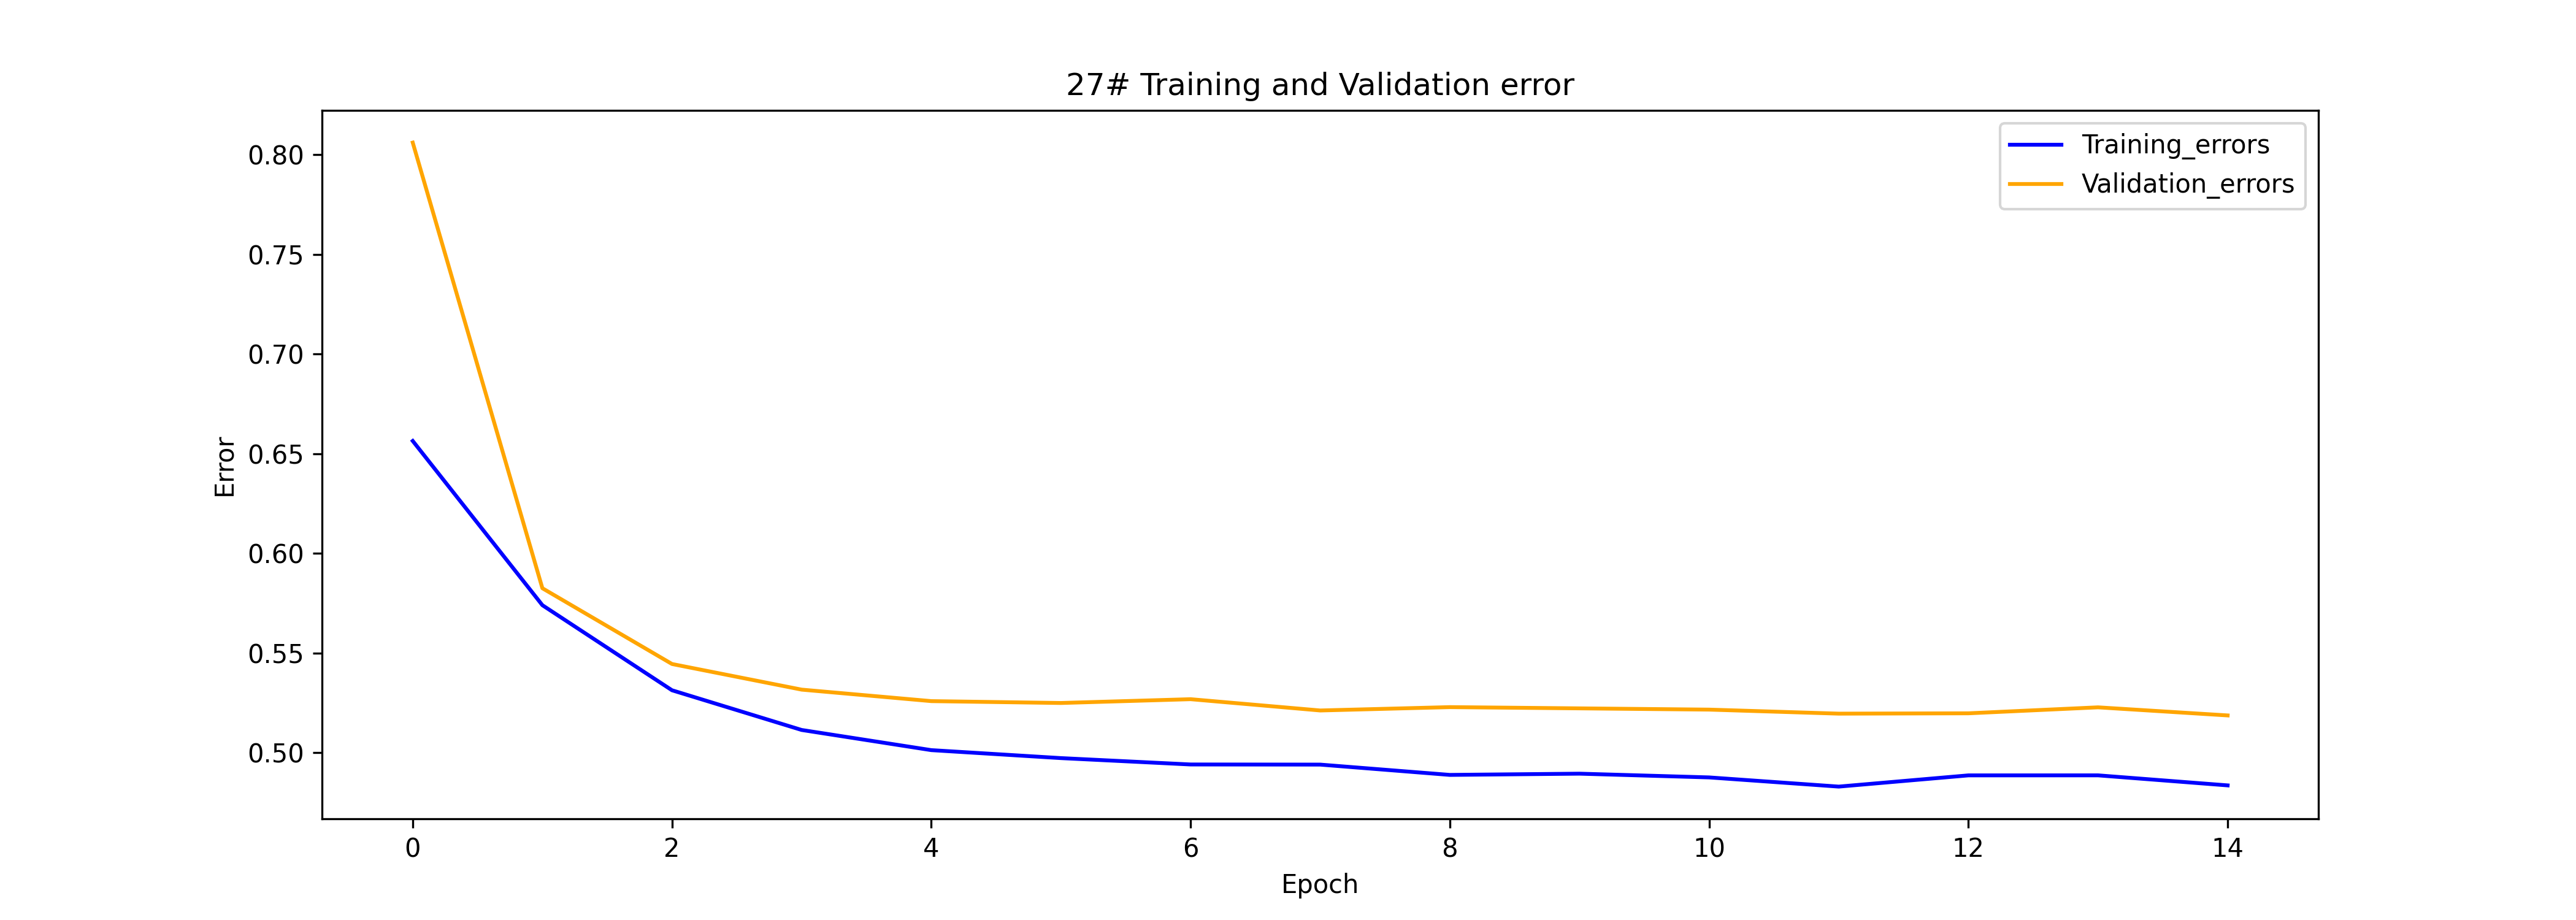 27# Training and Validation error
Training_errors
Validation_errors
Error
0.80
0.75
0.70
0.65
0.60
0.55
0.50
0 2 4 6 8 10 12 14
Epoch